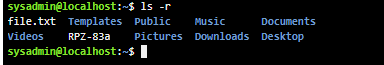 sysadmin@localhost:~$ ls -r
file.txt  Templates  Public    Music      Documents
Videos    RPZ-83a    Pictures  Downloads  Desktop
sysadmin@localhost:~$